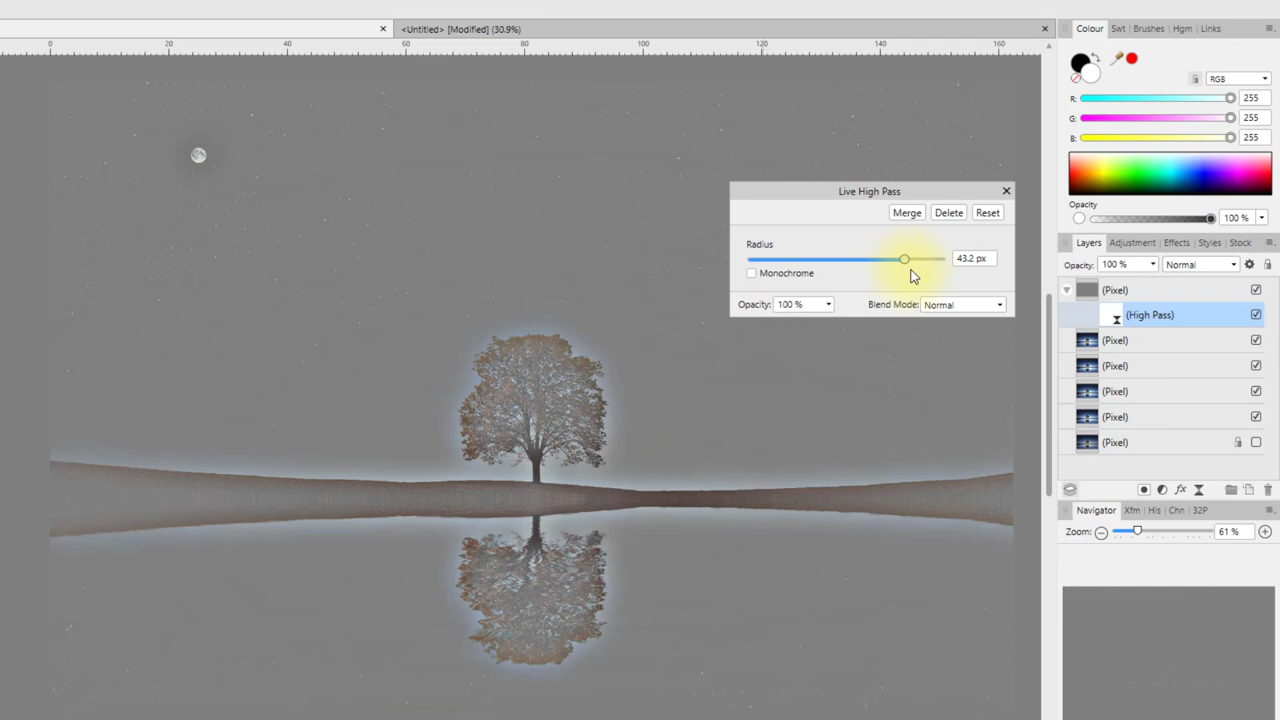 <Untitled> [Modified] (30.9%)
0 20 40 60 80 100 120 140 160
Live High Pass
Merge Delete Reset
Radius
43.2 px
Monochrome
Opacity: 100 % Blend Mode: Normal
Colour Swt Brushes Hgm Links
RGB
R: 255
G: 255
B: 255
Opacity
100 %
Layers Adjustment Effects Styles Stock
Opacity: 100 % Normal
(Pixel)
(High Pass)
(Pixel)
(Pixel)
(Pixel)
(Pixel)
(Pixel)
fx
Navigator Xfm His Chn 32P
Zoom: 61 %